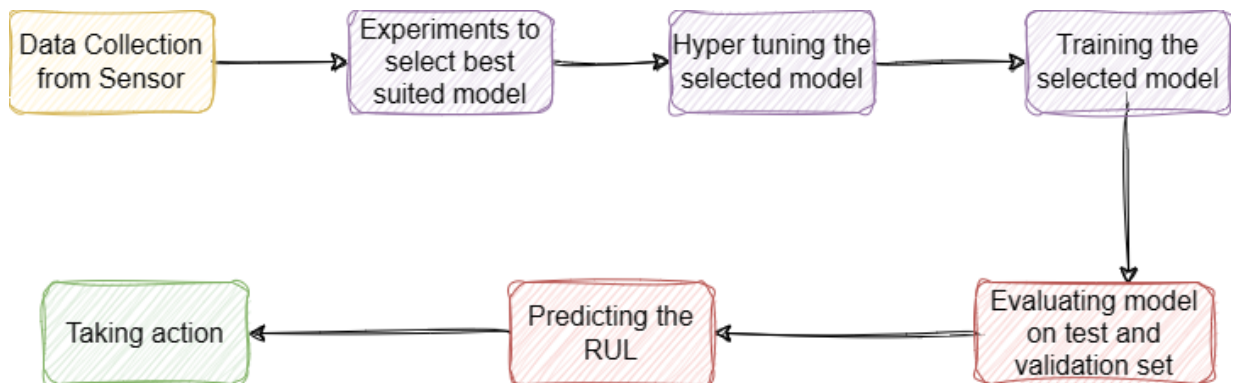 Data Collection
from Sensor
Experiments to
select best
suited model
Hyper tuning the
selected model
Training the
selected model
Evaluating model
on test and
validation set
Predicting the
RUL
Taking action